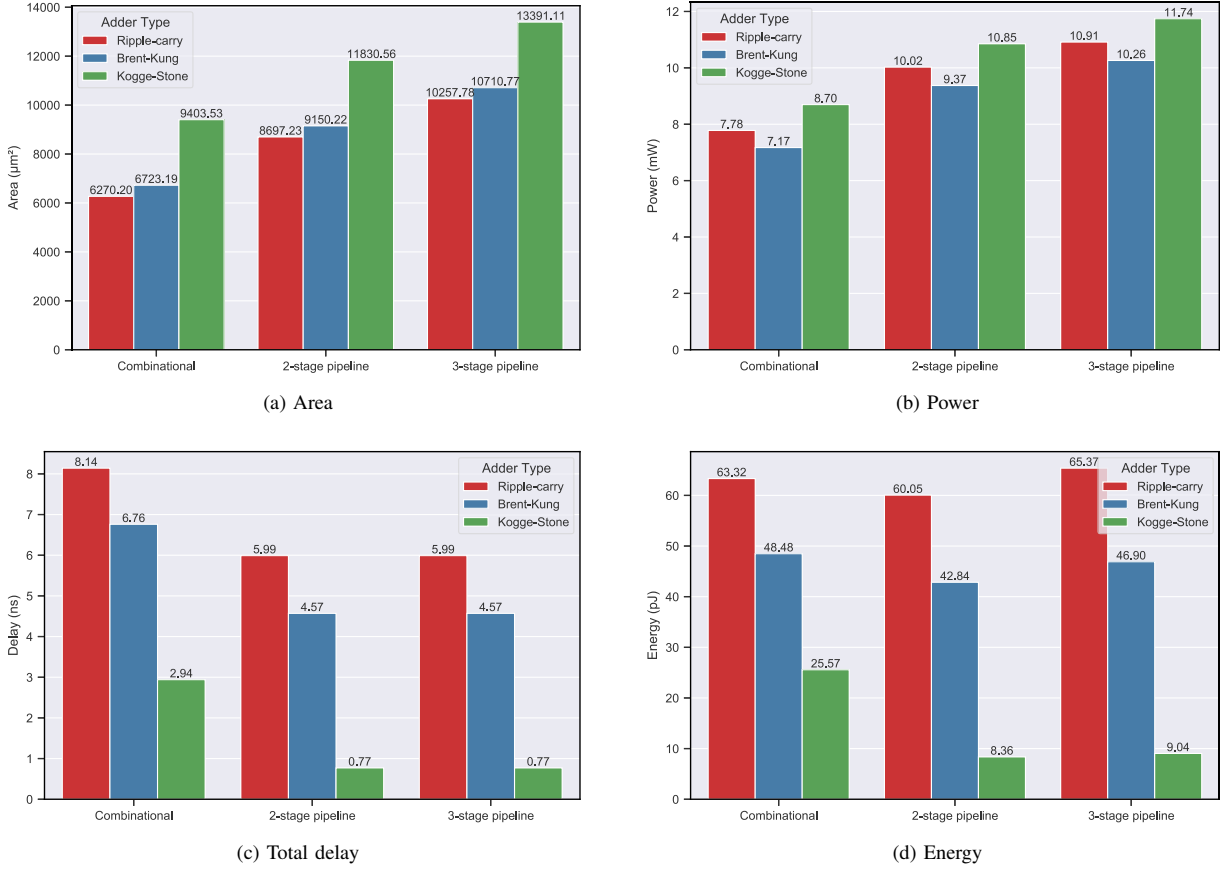 14000
12000
10000
8000
6000
4000
2000
0
Area (μm²)
Adder Type
Ripple-carry
Brent-Kung
Kogge-Stone
6270.20
6723.19
9403.53
8697.23
9150.22
11830.56
10257.78
10710.77
13391.11
Combinational
2-stage pipeline
3-stage pipeline
(a) Area
12
10
8
6
4
2
0
Power (mW)
Adder Type
Ripple-carry
Brent-Kung
Kogge-Stone
7.78
7.17
8.70
10.02
9.37
10.85
10.91
10.26
11.74
Combinational
2-stage pipeline
3-stage pipeline
(b) Power
8
7
6
5
4
3
2
1
0
Delay (ns)
Adder Type
Ripple-carry
Brent-Kung
Kogge-Stone
8.14
6.76
2.94
5.99
4.57
0.77
5.99
4.57
0.77
Combinational
2-stage pipeline
3-stage pipeline
(c) Total delay
60
50
40
30
20
10
0
Energy (pJ)
Adder Type
Ripple-carry
Brent-Kung
Kogge-Stone
63.32
48.48
25.57
60.05
42.84
8.36
65.37
46.90
9.04
Combinational
2-stage pipeline
3-stage pipeline
(d) Energy